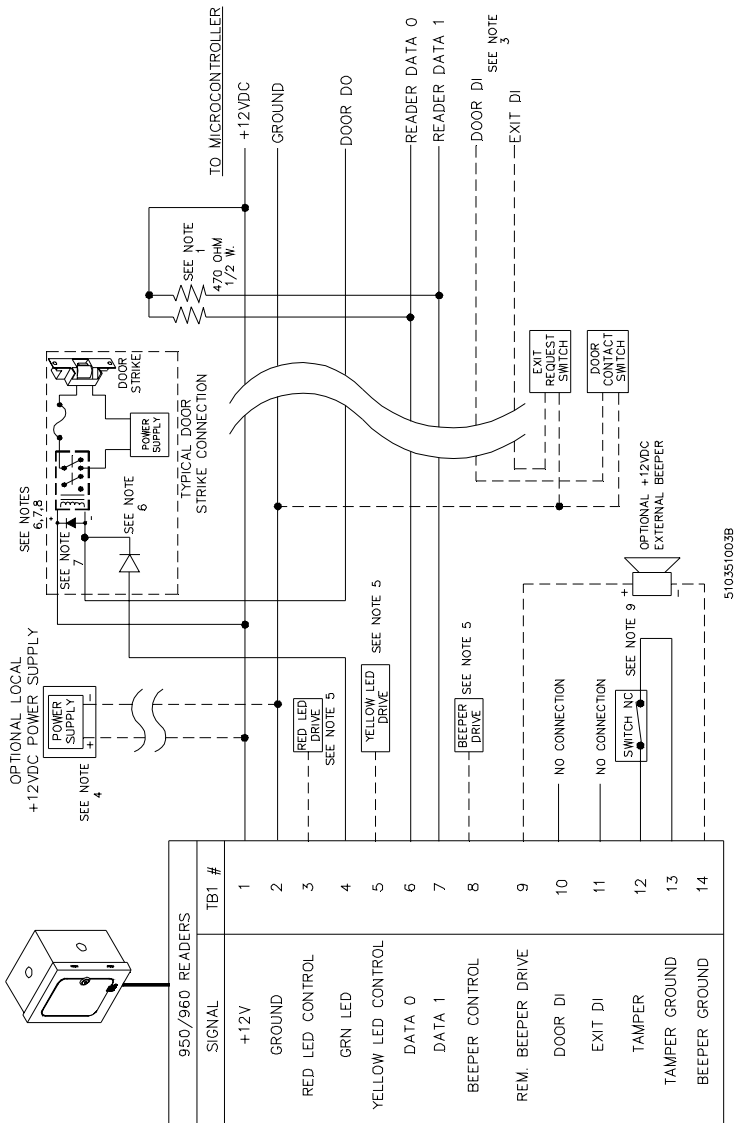 OPTIONAL LOCAL
+12VDC POWER SUPPLY
POWER
SUPPLY
+
-
SEE NOTE
4
SEE NOTES
6,7,8
+
-
SEE NOTE
7
SEE NOTE
6
DOOR
STRIKE
POWER
SUPPLY
TYPICAL DOOR
STRIKE CONNECTION
SEE NOTE
1
470 OHM
1/2 W.
TO MICROCONTROLLER
+12VDC
GROUND
DOOR DO
READER DATA 0
READER DATA 1
DOOR DI
SEE NOTE
3
EXIT DI
950/960 READERS
SIGNAL
TB1 #
+12V
1
GROUND
2
RED LED CONTROL
3
GRN LED
4
YELLOW LED CONTROL
5
DATA 0
6
DATA 1
7
BEEPER CONTROL
8
REM. BEEPER DRIVE
9
DOOR DI
10
EXIT DI
11
TAMPER
12
TAMPER GROUND
13
BEEPER GROUND
14
RED LED
DRIVE
SEE NOTE 5
YELLOW LED
DRIVE
SEE NOTE 5
BEEPER
DRIVE
SEE NOTE 5
NO CONNECTION
NO CONNECTION
SWITCH NC
SEE NOTE 9
+
-
OPTIONAL +12VDC
EXTERNAL BEEPER
EXIT
REQUEST
SWITCH
DOOR
CONTACT
SWITCH
510351003B